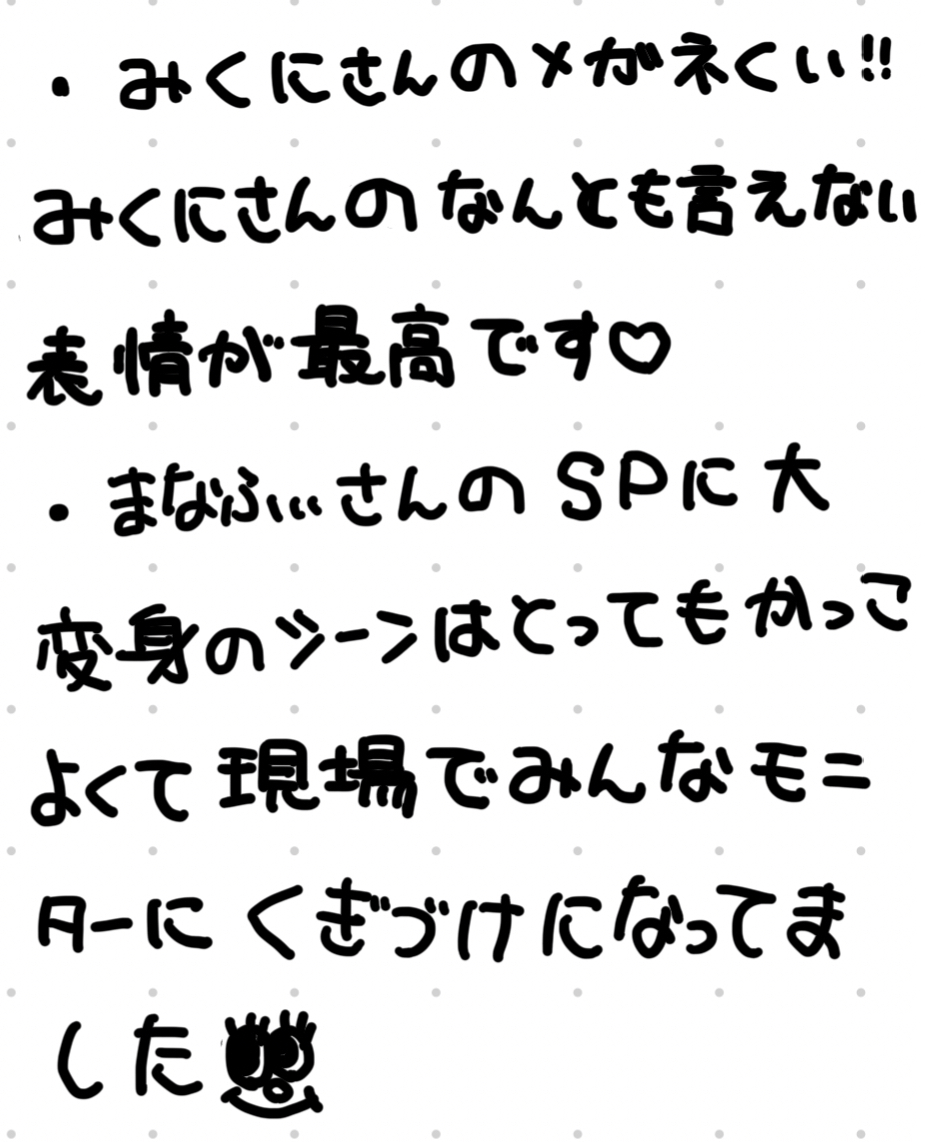 ・みくにさんのメガネくい!!
みくにさんのなんとも言えない
表情が最高です♡
・まなふぃさんのSPに大
変身のシーンはとってもかっこ
よくて現場でみんなモニ
ターにくぎづけになってま
した